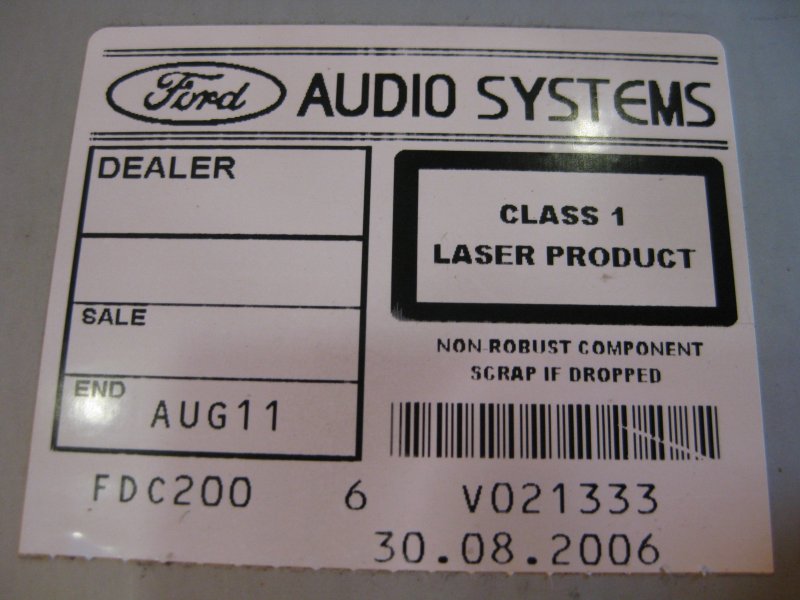 Ford AUDIO SYSTEMS
DEALER
SALE
END
AUG11
CLASS 1
LASER PRODUCT
NON-ROBUST COMPONENT
SCRAP IF DROPPED
FDC200 6 V021333
30.08.2006